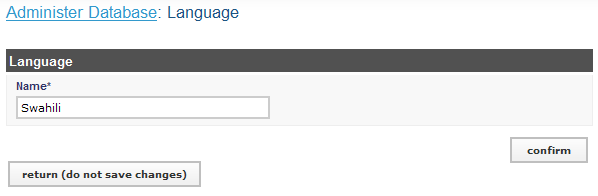 Administer Database: Language
Language
Name*
Swahili
confirm
return (do not save changes)